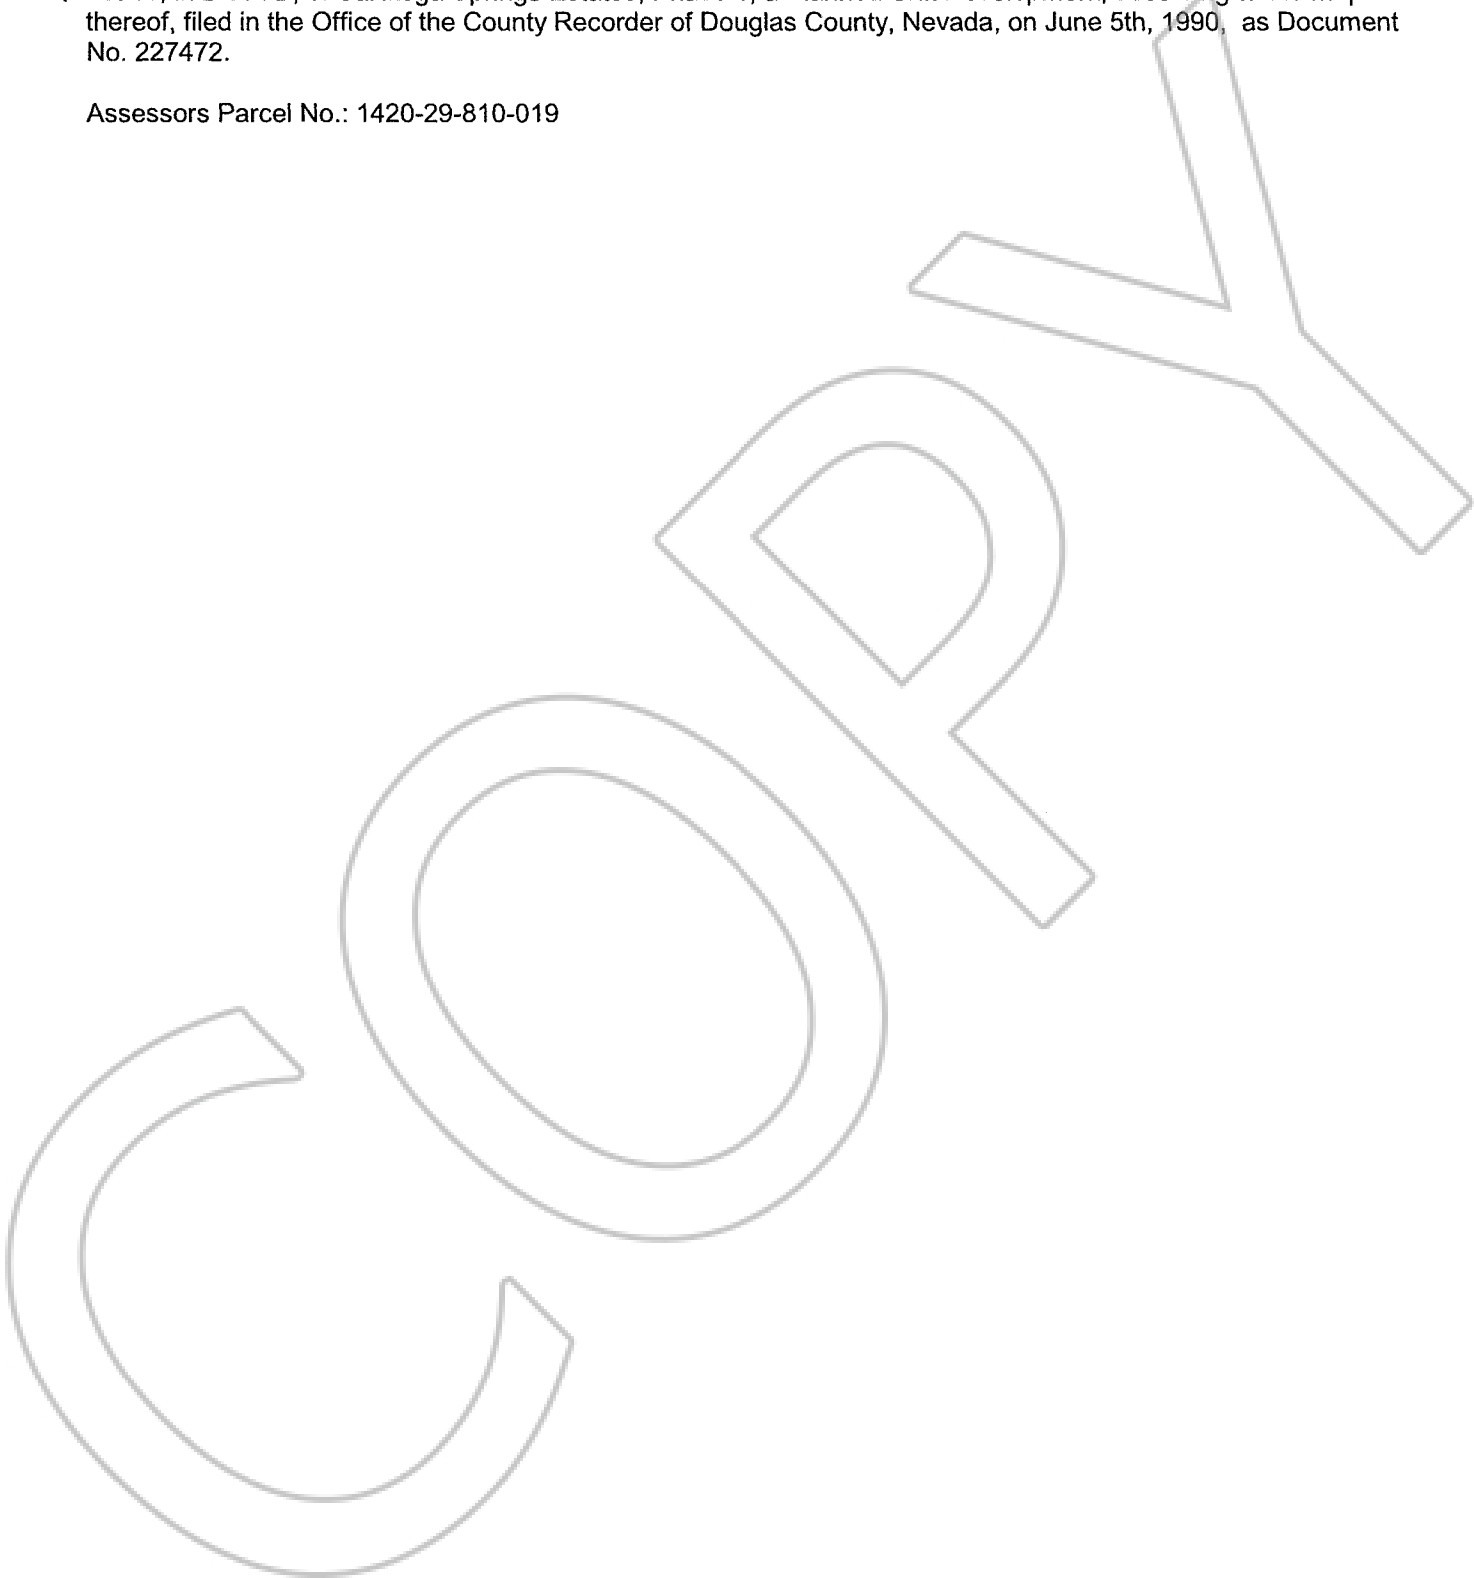 Springs
thereof, filed in the Office of the County Recorder of Douglas County, Nevada, on June 5th, 1990, as Document
No. 227472.
Assessors Parcel No.: 1420-29-810-019
COPY